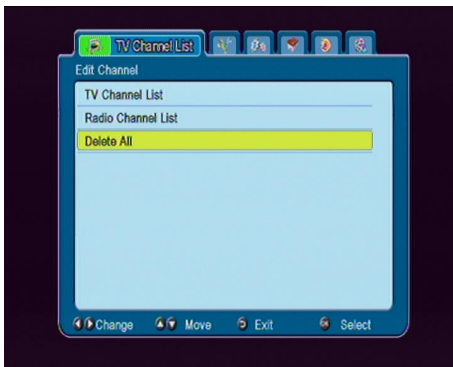 TV Channel List
Edit Channel
TV Channel List
Radio Channel List
Delete All
Change Move Exit Select